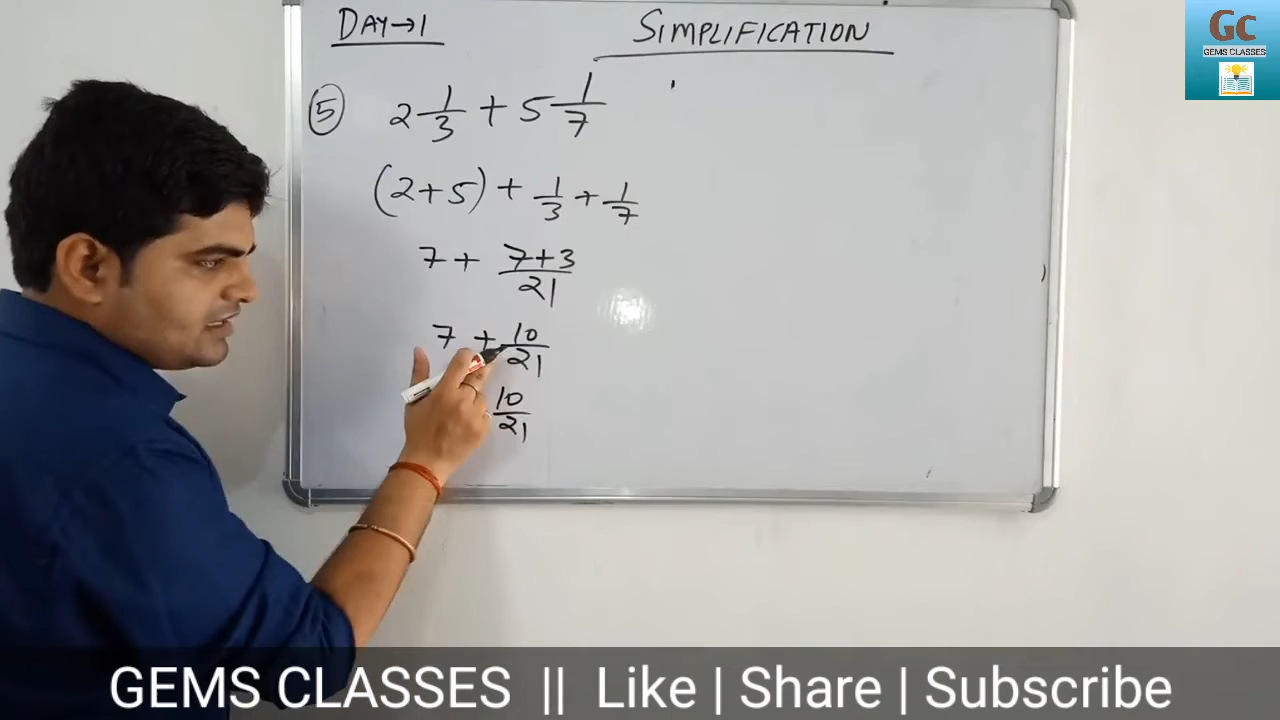 DAY→1 SIMPLIFICATION
GC
GEMS CLASSES
⑤ 2 1/3 + 5 1/7
(2+5) + 1/3 + 1/7
7 + (7+3)/21
7 + 10/21
10/21
GEMS CLASSES || Like | Share | Subscribe